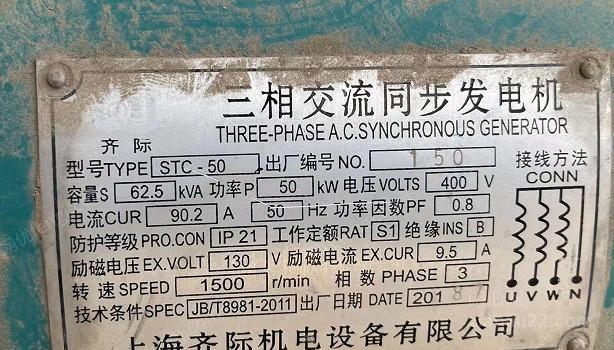 三相交流同步发电机
THREE-PHASE A.C.SYNCHRONOUS GENERATOR
齐际
型号TYPE STC-50 出厂编号NO. 150 接线方法
CONN
容量S 62.5 kVA 功率P 50 kW 电压VOLTS 400 V
电流CUR 90.2 A 50 Hz 功率因数PF 0.8
防护等级PRO.CON IP 21 工作定额RAT S1 绝缘INS B
励磁电压EX.VOLT 130 V 励磁电流EX.CUR 9.5 A
转速SPEED 1500 r/min 相数PHASE 3
U V W N
技术条件SPEC JB/T8981-2011 出厂日期DATE 201
上海齐际机电设备有限公司